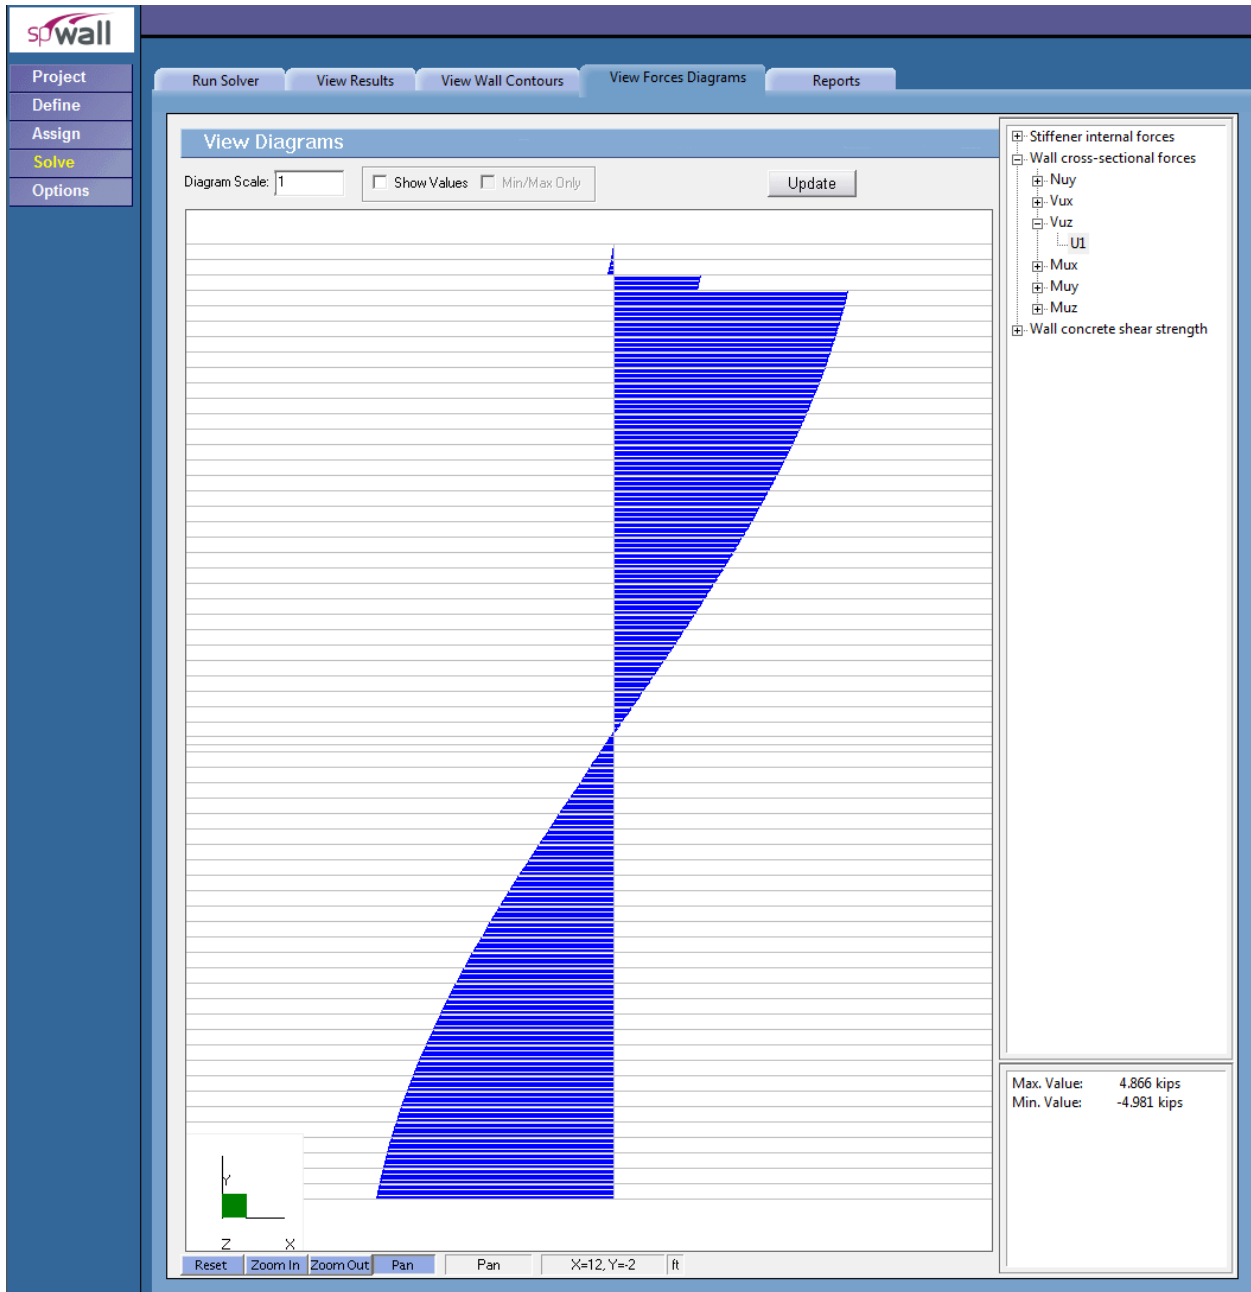 spwall
Project
Define
Assign
Solve
Options
Run Solver
View Results
View Wall Contours
View Forces Diagrams
Reports
View Diagrams
Diagram Scale: 1
Show Values
Min/Max Only
Update
Stiffener internal forces
Wall cross-sectional forces
Nuy
Vux
Vuz
U1
Mux
Muy
Muz
Wall concrete shear strength
Max. Value: 4.866 kips
Min. Value: -4.981 kips
Y
Z X
Reset Zoom In Zoom Out Pan Pan X=12, Y=-2 ft